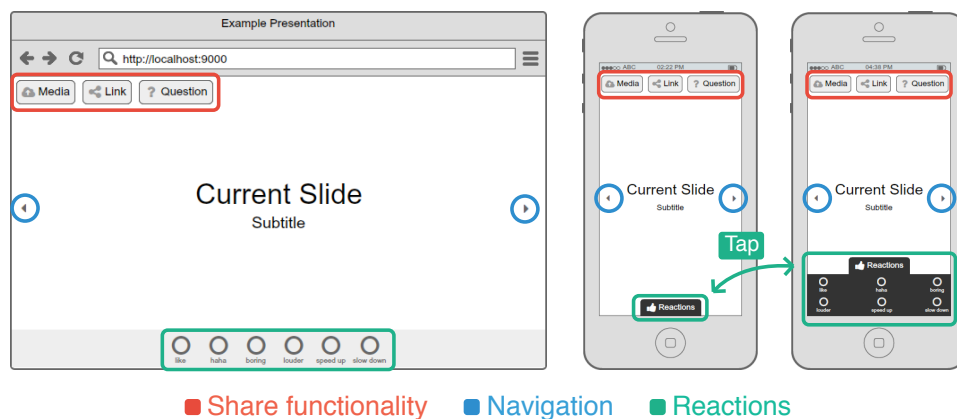 Example Presentation
http://localhost:9000
Media Link ? Question
Current Slide
Subtitle
like haha boring louder speed up slow down
ABC 02:22 PM
Media Link ? Question
Current Slide
Subtitle
Reactions
Tap
ABC 04:38 PM
Media Link ? Question
Current Slide
Subtitle
Reactions
like haha boring
louder speed up slow down
Share functionality Navigation Reactions